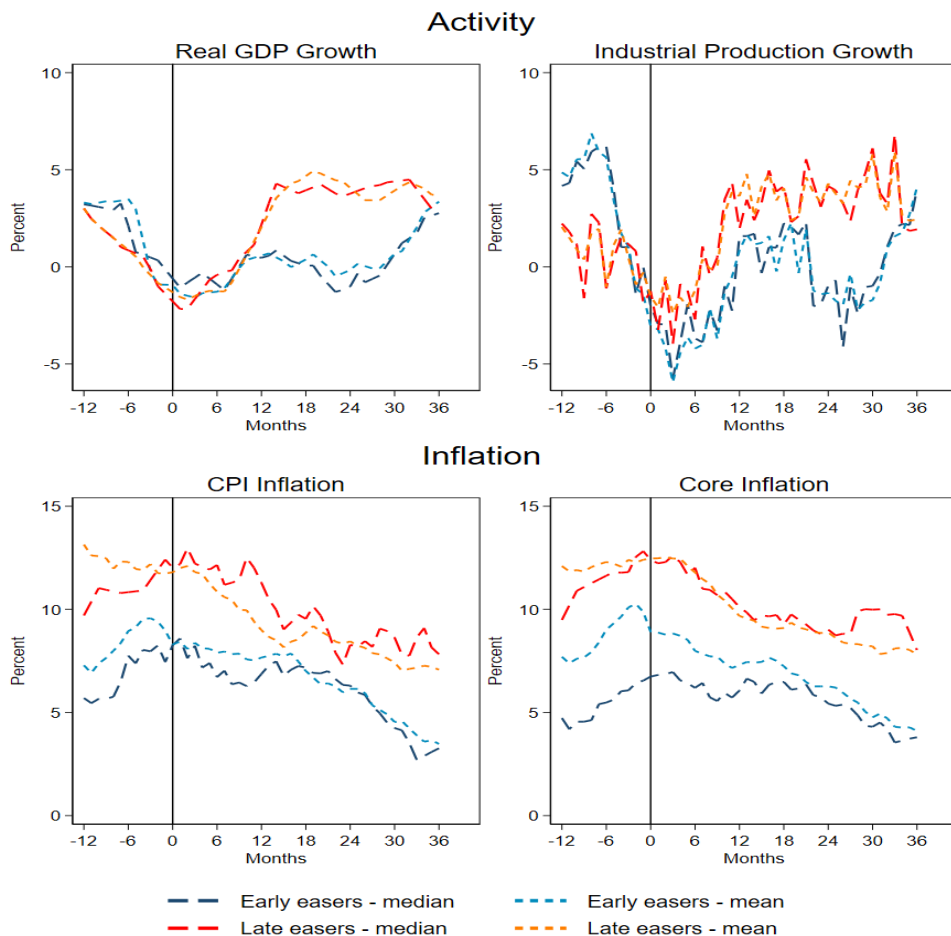 Activity
Real GDP Growth
Industrial Production Growth
10
5
0
-5
Percent
-12 -6 0 6 12 18 24 30 36
Months
10
5
0
-5
Percent
-12 -6 0 6 12 18 24 30 36
Months
Inflation
CPI Inflation
Core Inflation
15
10
5
0
Percent
-12 -6 0 6 12 18 24 30 36
Months
15
10
5
0
Percent
-12 -6 0 6 12 18 24 30 36
Months
Early easers - median
Early easers - mean
Late easers - median
Late easers - mean